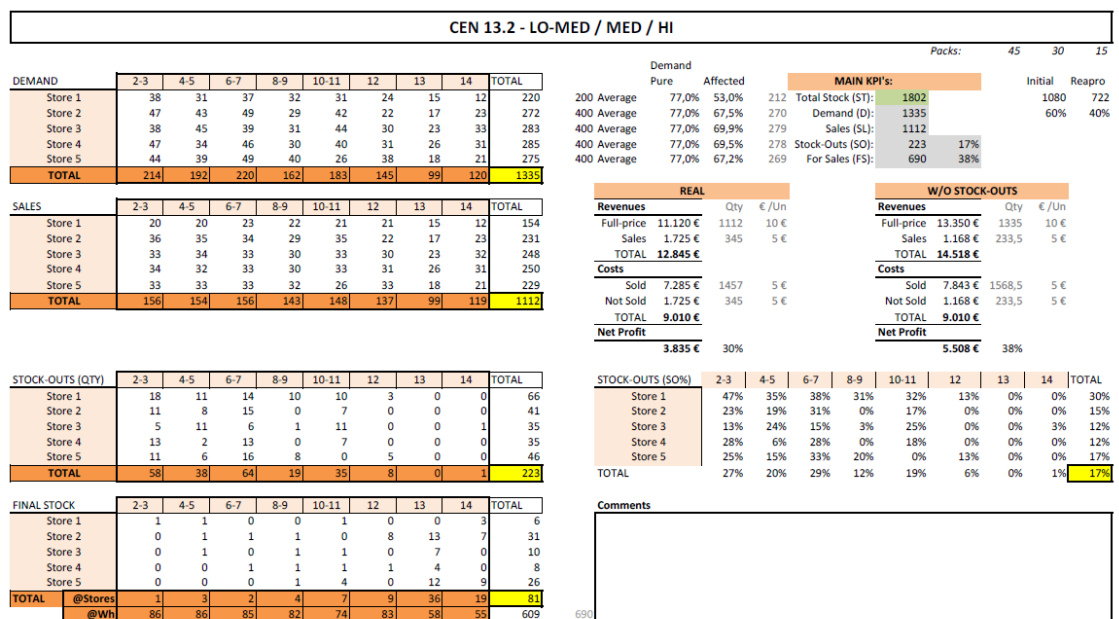 CEN 13.2 - LO-MED / MED / HI
Packs: 45 30 15
Demand
DEMAND 2-3 4-5 6-7 8-9 10-11 12 13 14 TOTAL Pure Affected MAIN KPI's: Initial Reapro
Store 1 38 31 37 32 31 24 15 12 220 200 Average 77,0% 53,0% 212 Total Stock (ST): 1802 1080 722
Store 2 47 43 49 29 42 22 17 23 272 400 Average 77,0% 67,5% 270 Demand (D): 1335 60% 40%
Store 3 38 45 39 31 44 30 23 33 283 400 Average 77,0% 69,9% 279 Sales (SL): 1112
Store 4 47 34 46 30 40 31 26 31 285 400 Average 77,0% 69,5% 278 Stock-Outs (SO): 223 17%
Store 5 44 39 49 40 26 38 18 21 275 400 Average 77,0% 67,2% 269 For Sales (FS): 690 38%
TOTAL 214 192 220 162 183 145 99 120 1335
REAL W/O STOCK-OUTS
SALES 2-3 4-5 6-7 8-9 10-11 12 13 14 TOTAL Revenues Qty €/Un Revenues Qty €/Un
Store 1 20 20 23 22 21 21 15 12 154 Full-price 11.120 € 1112 10 € Full-price 13.350 € 1335 10 €
Store 2 36 35 34 29 35 22 17 23 231 Sales 1.725 € 345 5 € Sales 1.168 € 233,5 5 €
Store 3 33 34 33 30 33 30 23 32 248 TOTAL 12.845 € TOTAL 14.518 €
Store 4 34 32 33 30 33 31 26 31 250 Costs Costs
Store 5 33 33 33 32 26 33 18 21 229 Sold 7.285 € 1457 5 € Sold 7.843 € 1568,5 5 €
TOTAL 156 154 156 143 148 137 99 119 1112 Not Sold 1.725 € 345 5 € Not Sold 1.168 € 233,5 5 €
TOTAL 9.010 € TOTAL 9.010 €
Net Profit Net Profit
3.835 € 30% 5.508 € 38%
STOCK-OUTS (QTY) 2-3 4-5 6-7 8-9 10-11 12 13 14 TOTAL STOCK-OUTS (SO%) 2-3 4-5 6-7 8-9 10-11 12 13 14 TOTAL
Store 1 18 11 14 10 10 3 0 0 66 Store 1 47% 35% 38% 31% 32% 13% 0% 0% 30%
Store 2 11 8 15 0 7 0 0 0 41 Store 2 23% 19% 31% 0% 17% 0% 0% 0% 15%
Store 3 5 11 6 1 11 0 0 1 35 Store 3 13% 24% 15% 3% 25% 0% 0% 3% 12%
Store 4 13 2 13 0 7 0 0 0 35 Store 4 28% 6% 28% 0% 18% 0% 0% 0% 12%
Store 5 11 6 16 8 0 5 0 0 46 Store 5 25% 15% 33% 20% 0% 13% 0% 0% 17%
TOTAL 58 38 64 19 35 8 0 1 223 TOTAL 27% 20% 29% 12% 19% 6% 0% 1% 17%
FINAL STOCK 2-3 4-5 6-7 8-9 10-11 12 13 14 TOTAL Comments
Store 1 1 1 0 0 1 0 0 3 6
Store 2 0 1 1 1 0 8 13 7 31
Store 3 0 1 0 1 1 0 7 0 10
Store 4 0 0 1 1 1 1 4 0 8
Store 5 0 0 0 1 4 0 12 9 26
TOTAL @Stores 1 3 2 4 7 9 36 19 81
@Wh 86 86 85 82 74 83 58 55 609 690